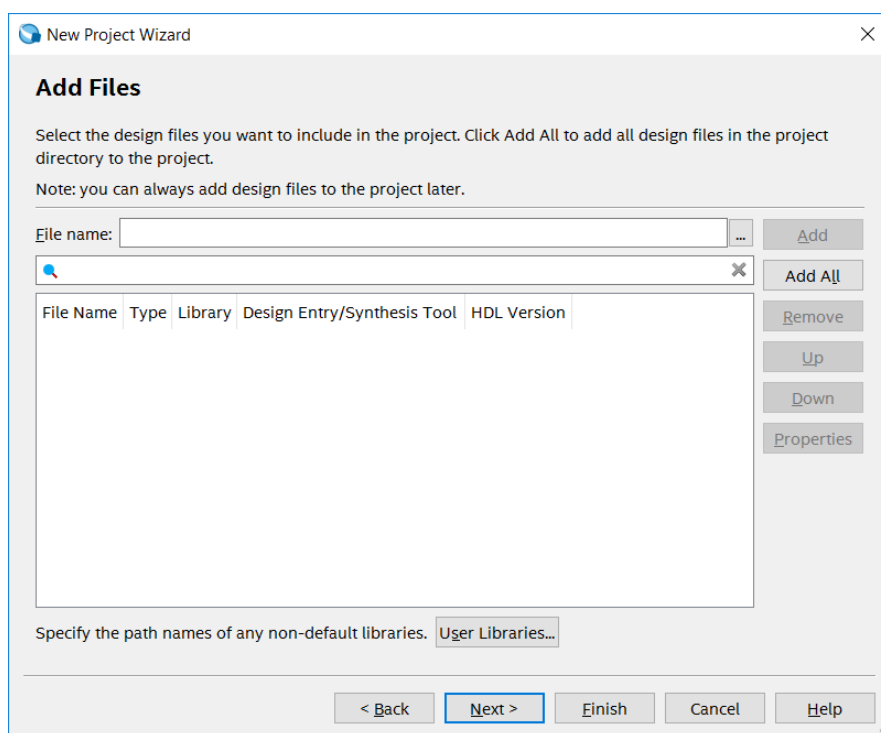 New Project Wizard
Add Files
Select the design files you want to include in the project. Click Add All to add all design files in the project
directory to the project.
Note: you can always add design files to the project later.
File name:
...
Add
Add All
File Name Type Library Design Entry/Synthesis Tool HDL Version
Remove
Up
Down
Properties
Specify the path names of any non-default libraries. User Libraries...
< Back Next > Finish Cancel Help